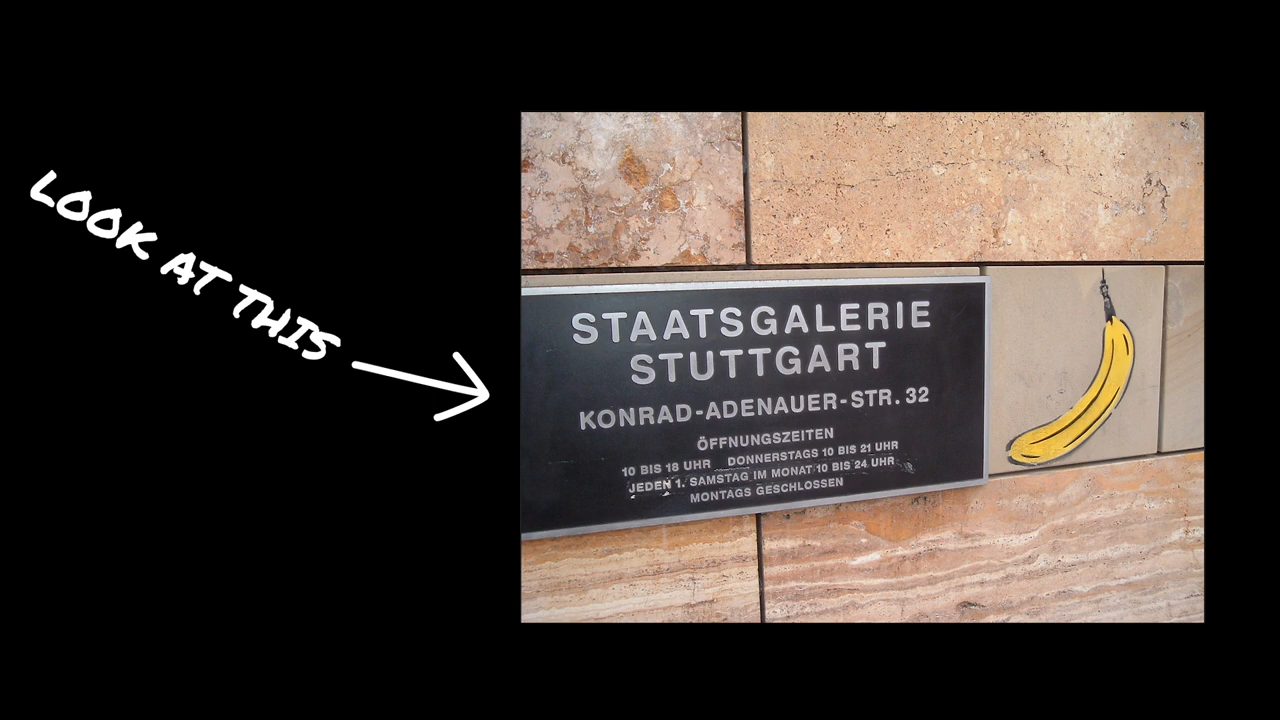 LOOK AT THIS
STAATSGALERIE
STUTTGART
KONRAD-ADENAUER-STR. 32
ÖFFNUNGSZEITEN
10 BIS 18 UHR DONNERSTAGS 10 BIS 21 UHR
JEDEN 1. SAMSTAG IM MONAT 10 BIS 24 UHR
MONTAGS GESCHLOSSEN